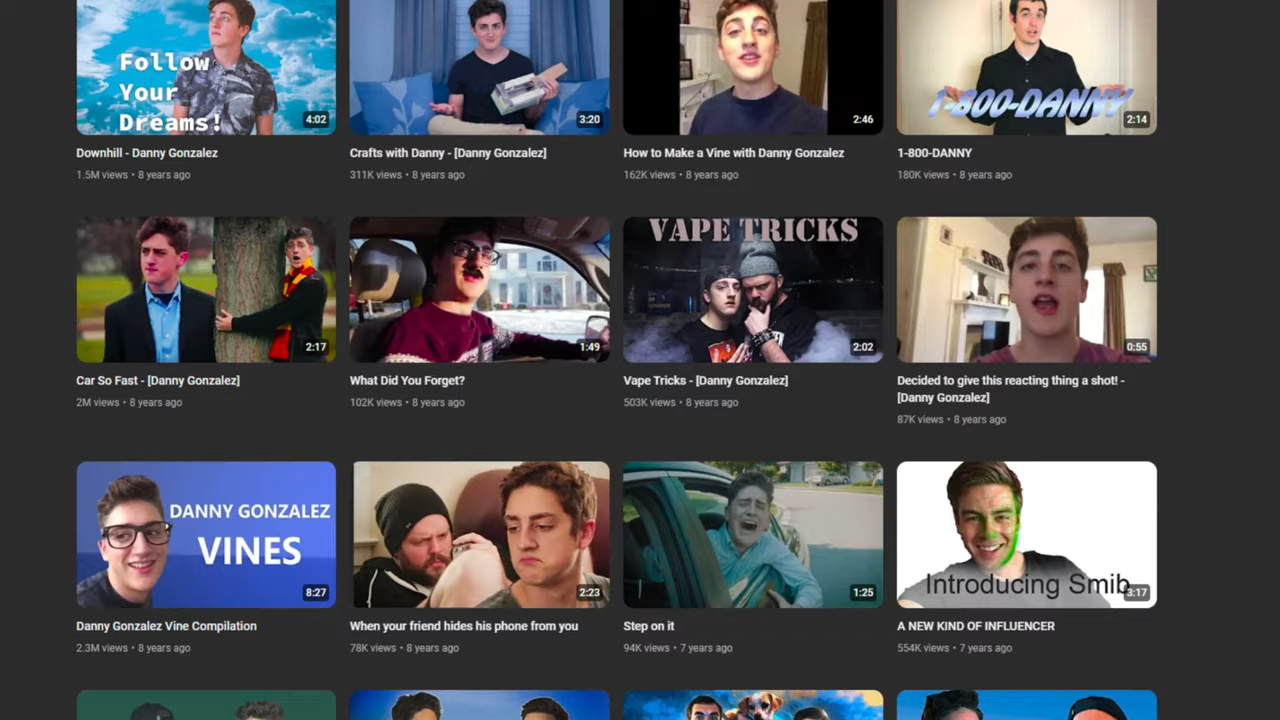 Follow
Your
Dreams!
4:02
3:20
2:46
1-800-DANNY
2:14
Downhill - Danny Gonzalez
Crafts with Danny - [Danny Gonzalez]
How to Make a Vine with Danny Gonzalez
1-800-DANNY
1.5M views • 8 years ago
311K views • 8 years ago
162K views • 8 years ago
180K views • 8 years ago
VAPE TRICKS
2:17
1:49
2:02
0:55
Car So Fast - [Danny Gonzalez]
What Did You Forget?
Vape Tricks - [Danny Gonzalez]
Decided to give this reacting thing a shot! -
[Danny Gonzalez]
2M views • 8 years ago
102K views • 8 years ago
503K views • 8 years ago
87K views • 8 years ago
DANNY GONZALEZ
VINES
8:27
2:23
1:25
Introducing Smib
3:17
Danny Gonzalez Vine Compilation
When your friend hides his phone from you
Step on it
A NEW KIND OF INFLUENCER
2.3M views • 8 years ago
78K views • 8 years ago
94K views • 7 years ago
554K views • 7 years ago